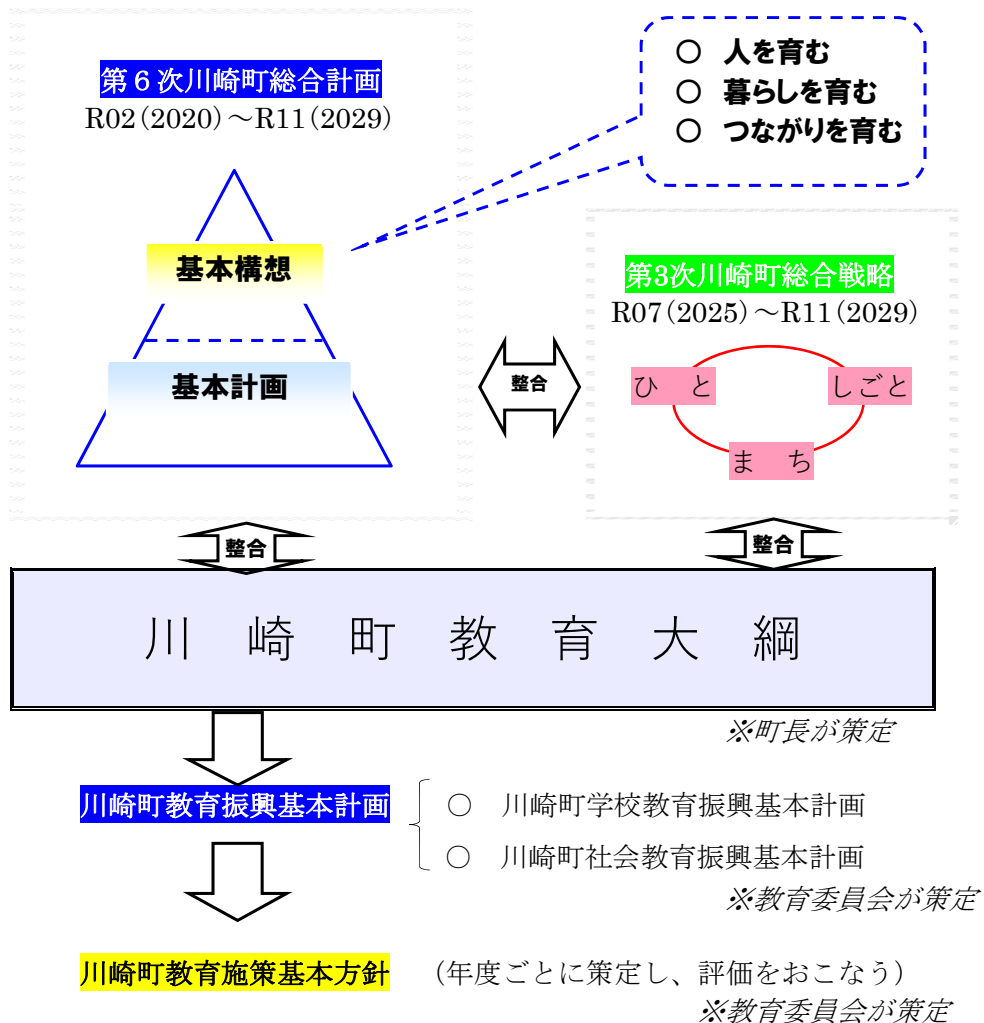 第６次川崎町総合計画
R02(2020)～R11(2029)
基本構想
基本計画
○　人を育む
○　暮らしを育む
○　つながりを育む
整合
第3次川崎町総合戦略
R07(2025)～R11(2029)
ひ　と
しごと
ま　ち
整合
整合
川　崎　町　教　育　大　綱
※町長が策定
川崎町教育振興基本計画
○　川崎町学校教育振興基本計画
○　川崎町社会教育振興基本計画
※教育委員会が策定
川崎町教育施策基本方針　（年度ごとに策定し、評価をおこなう）
※教育委員会が策定